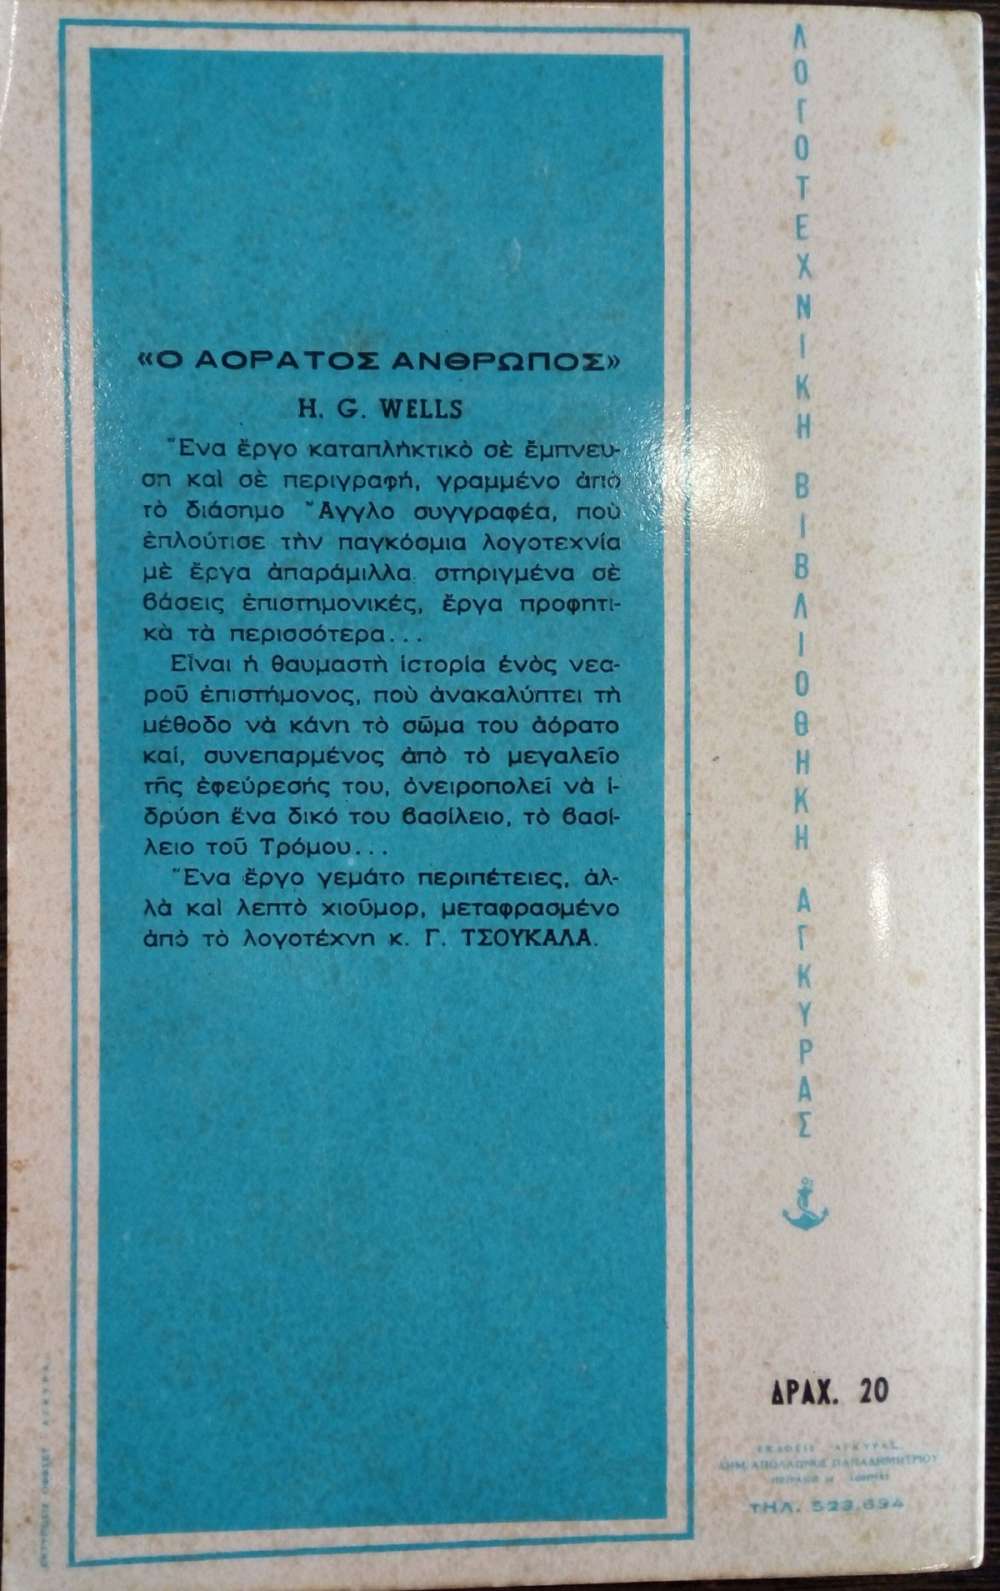 «Ο ΑΟΡΑΤΟΣ ΑΝΘΡΩΠΟΣ»
H. G. WELLS
Ἕνα ἔργο καταπληκτικὸ σὲ ἔμπνευ-
ση καὶ σὲ περιγραφή, γραμμένο ἀπὸ
τὸ διάσημο Ἄγγλο συγγραφέα, ποὺ
ἐπλούτισε τὴν παγκόσμια λογοτεχνία
μὲ ἔργα ἀπαράμιλλα. στηριγμένα σὲ
βάσεις ἐπιστημονικές, ἔργα προφητι-
κὰ τὰ περισσότερα...
Εἶναι ἡ θαυμαστὴ ἱστορία ἑνὸς νεα-
ροῦ ἐπιστήμονος, ποὺ ἀνακαλύπτει τὴ
μέθοδο νὰ κάνη τὸ σῶμα του ἀόρατο
καί, συνεπαρμένος ἀπὸ τὸ μεγαλεῖο
τῆς ἐφεύρεσής του, ὀνειροπολεῖ νὰ ἱ-
δρύση ἕνα δικό του βασίλειο, τὸ βασί-
λειο τοῦ Τρόμου...
Ἕνα ἔργο γεμάτο περιπέτειες, ἀλ-
λὰ καὶ λεπτὸ χιοῦμορ, μεταφρασμένο
ἀπὸ τὸ λογοτέχνη κ. Γ. ΤΣΟΥΚΑΛΑ.
ΛΟΓΟΤΕΧΝΙΚΗ ΒΙΒΛΙΟΘΗΚΗ ΑΓΚΥΡΑΣ
ΔΡΑΧ. 20
ΕΚΔΟΣΕΙΣ "ΑΓΚΥΡΑΣ"
ΔΗΜ. ΑΠΟΛΛΩΝΟΣ ΠΑΠΑΔΗΜΗΤΡΙΟΥ
ΤΗΛ. 523.694